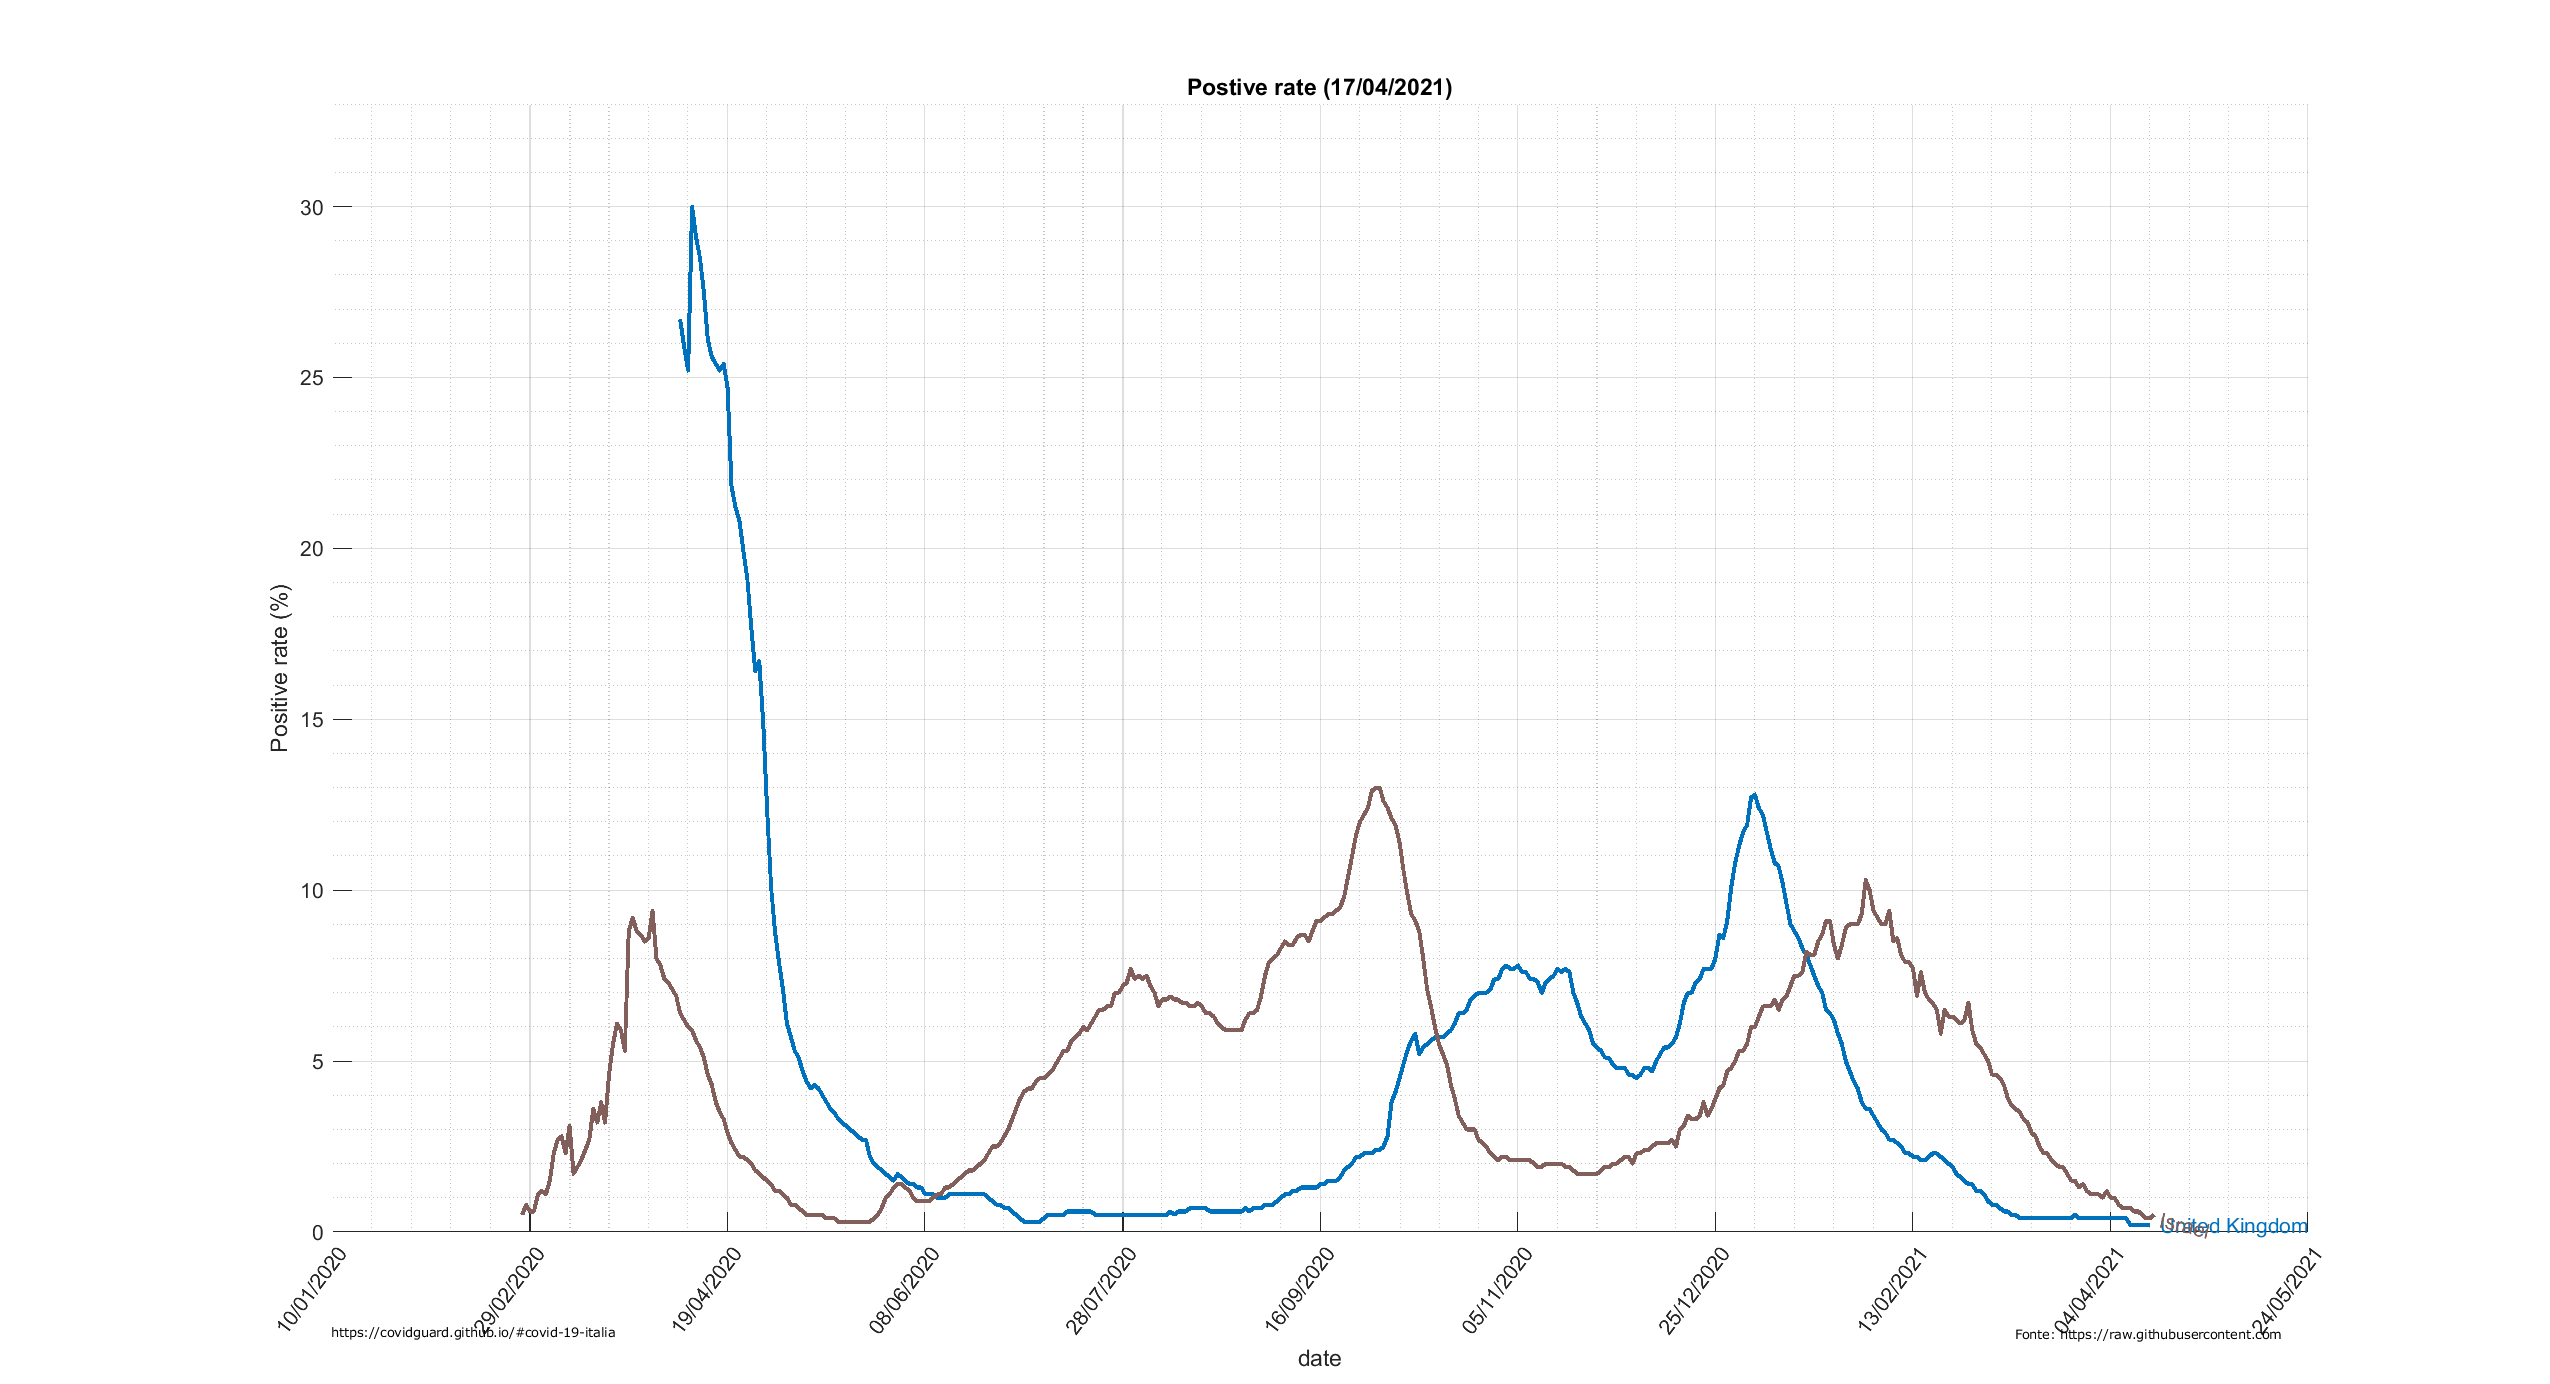 Postive rate (17/04/2021)
Positive rate (%)
30
25
20
15
10
5
0
10/01/2020
29/02/2020
19/04/2020
08/06/2020
28/07/2020
16/09/2020
05/11/2020
25/12/2020
13/02/2021
04/04/2021
24/05/2021
Israel
United Kingdom
https://covidguard.github.io/#covid-19-italia
Fonte: https://raw.githubusercontent.com
date